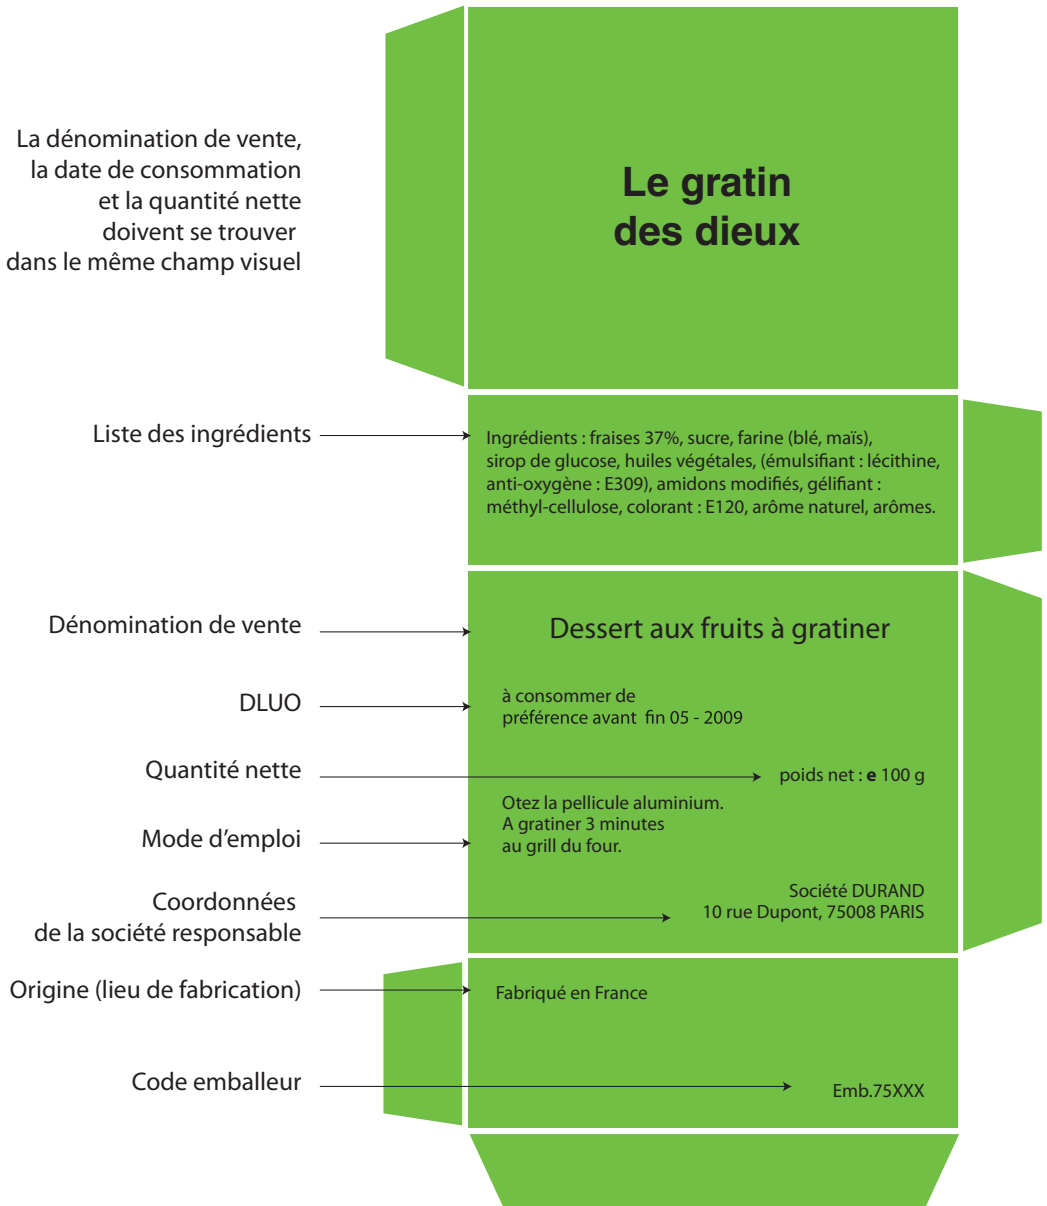 La dénomination de vente,
la date de consommation
et la quantité nette
doivent se trouver
dans le même champ visuel
Le gratin
des dieux
Liste des ingrédients
Ingrédients : fraises 37%, sucre, farine (blé, maïs),
sirop de glucose, huiles végétales, (émulsifiant : lécithine,
anti-oxygène : E309), amidons modifiés, gélifiant :
méthyl-cellulose, colorant : E120, arôme naturel, arômes.
Dénomination de vente
Dessert aux fruits à gratiner
DLUO
à consommer de
préférence avant fin 05 - 2009
Quantité nette
poids net : e 100 g
Mode d'emploi
Otez la pellicule aluminium.
A gratiner 3 minutes
au grill du four.
Coordonnées
de la société responsable
Société DURAND
10 rue Dupont, 75008 PARIS
Origine (lieu de fabrication)
Fabriqué en France
Code emballeur
Emb.75XXX